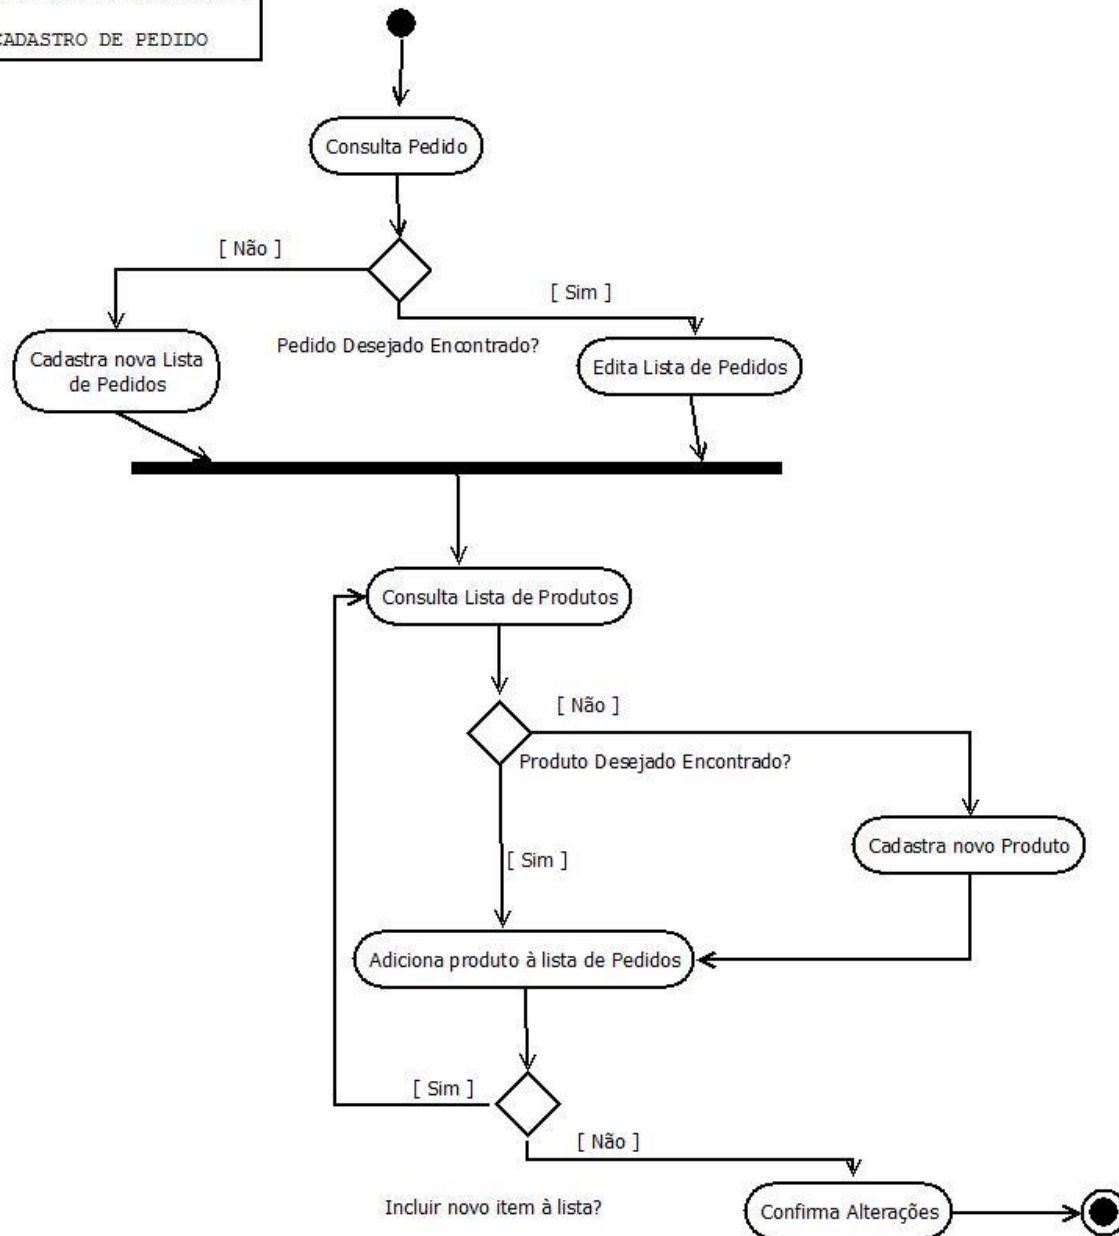 CADASTRO DE PEDIDO
Consulta Pedido
[ Não ]
[ Sim ]
Pedido Desejado Encontrado?
Cadastra nova Lista
de Pedidos
Edita Lista de Pedidos
Consulta Lista de Produtos
[ Não ]
Produto Desejado Encontrado?
Cadastra novo Produto
[ Sim ]
Adiciona produto à lista de Pedidos
[ Sim ]
[ Não ]
Incluir novo item à lista?
Confirma Alterações